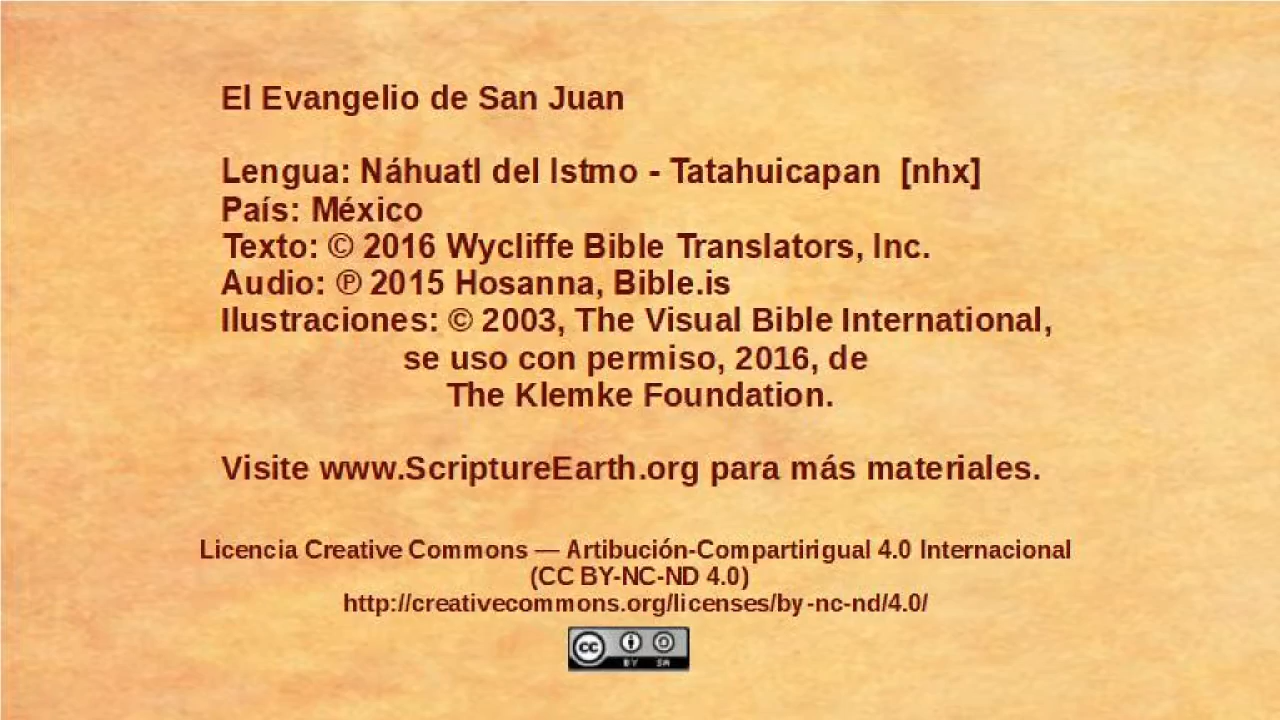 El Evangelio de San Juan
Lengua: Náhuatl del Istmo - Tatahuicapan [nhx]
País: México
Texto: © 2016 Wycliffe Bible Translators, Inc.
Audio: ℗ 2015 Hosanna, Bible.is
Ilustraciones: © 2003, The Visual Bible International,
se uso con permiso, 2016, de
The Klemke Foundation.
Visite www.ScriptureEarth.org para más materiales.
Licencia Creative Commons — Artibución-Compartirigual 4.0 Internacional
(CC BY-NC-ND 4.0)
http://creativecommons.org/licenses/by-nc-nd/4.0/
cc BY SA